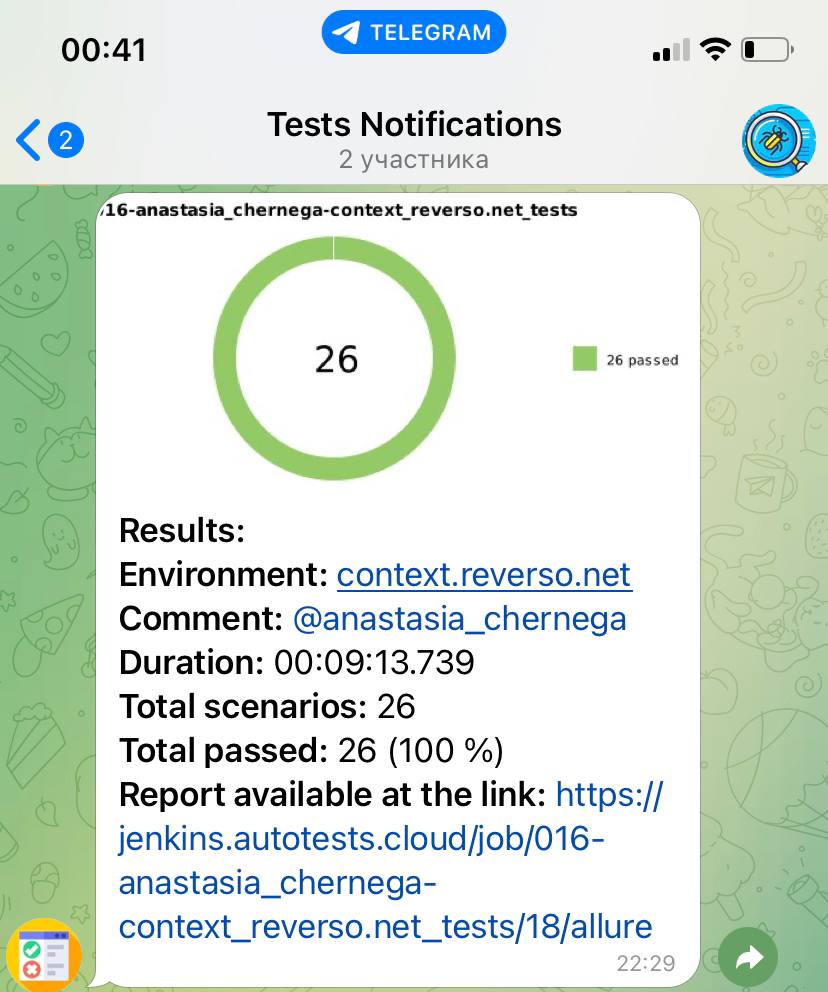 00:41
TELEGRAM
2
Tests Notifications
2 участника
16-anastasia_chernega-context_reverso.net_tests
26
26 passed
Results:
Environment: context.reverso.net
Comment: @anastasia_chernega
Duration: 00:09:13.739
Total scenarios: 26
Total passed: 26 (100 %)
Report available at the link: https://
jenkins.autotests.cloud/job/016-
anastasia_chernega-
context_reverso.net_tests/18/allure
22:29